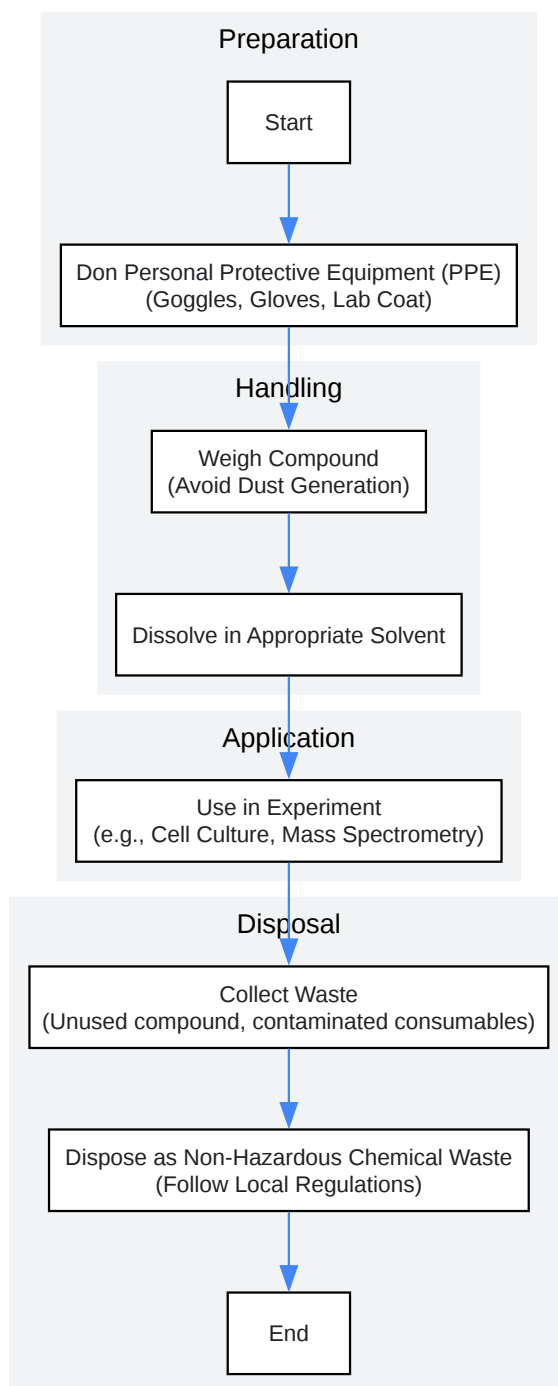 Preparation
Start
Don Personal Protective Equipment (PPE)
(Goggles, Gloves, Lab Coat)
Handling
Weigh Compound
(Avoid Dust Generation)
Dissolve in Appropriate Solvent
Application
Use in Experiment
(e.g., Cell Culture, Mass Spectrometry)
Disposal
Collect Waste
(Unused compound, contaminated consumables)
Dispose as Non-Hazardous Chemical Waste
(Follow Local Regulations)
End